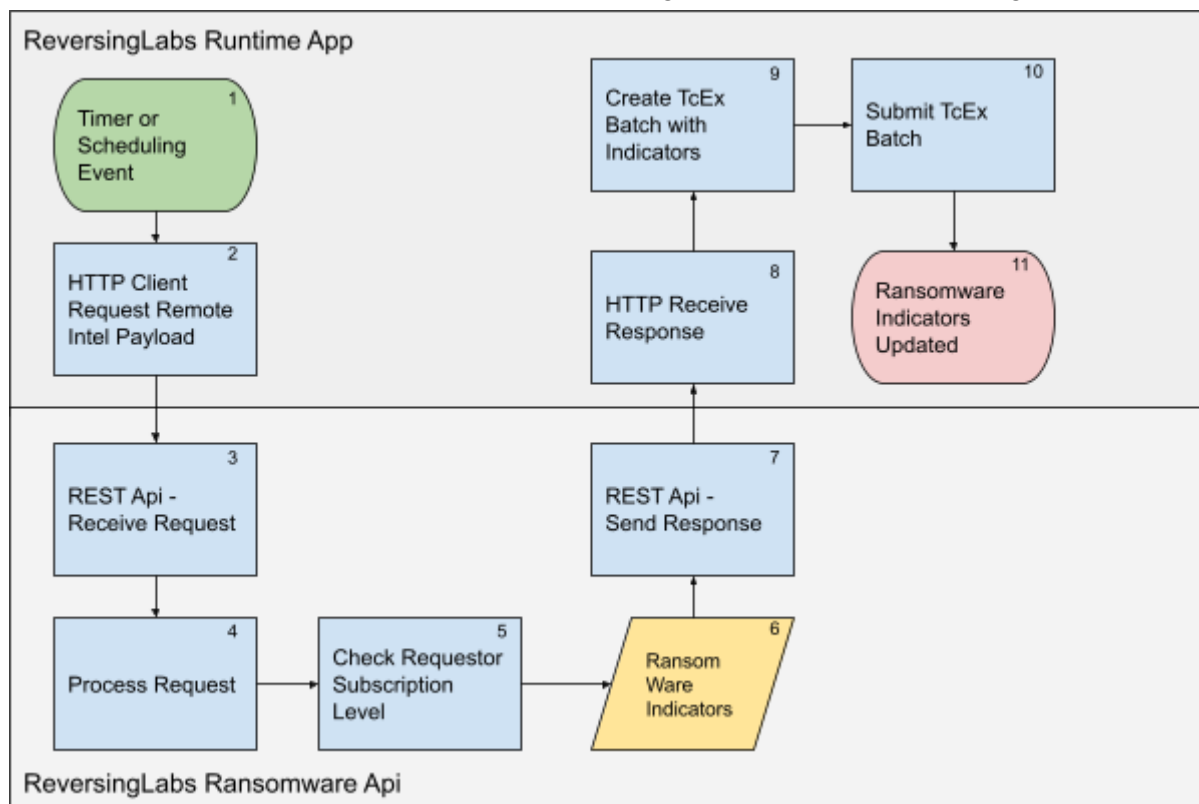 ReversingLabs Runtime App
1
Timer or
Scheduling
Event
2
HTTP Client
Request Remote
Intel Payload
3
REST Api -
Receive Request
4
Process Request
5
Check Requestor
Subscription
Level
6
Ransom
Ware
Indicators
7
REST Api -
Send Response
8
HTTP Receive
Response
9
Create TcEx
Batch with
Indicators
10
Submit TcEx
Batch
11
Ransomware
Indicators
Updated
ReversingLabs Ransomware Api